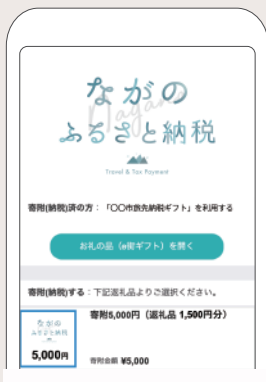 ながの
Nagano
ふるさと納税
Travel & Tax Payment
寄附(納税)済の方：「〇〇市旅先納税ギフト」を利用する
お礼の品（e街ギフト）を開く
寄附(納税)する：下記返礼品よりご選択ください。
寄附5,000円（返礼品 1,500円分）
ながの
ふるさと納税
5,000円
寄附金額 ¥5,000